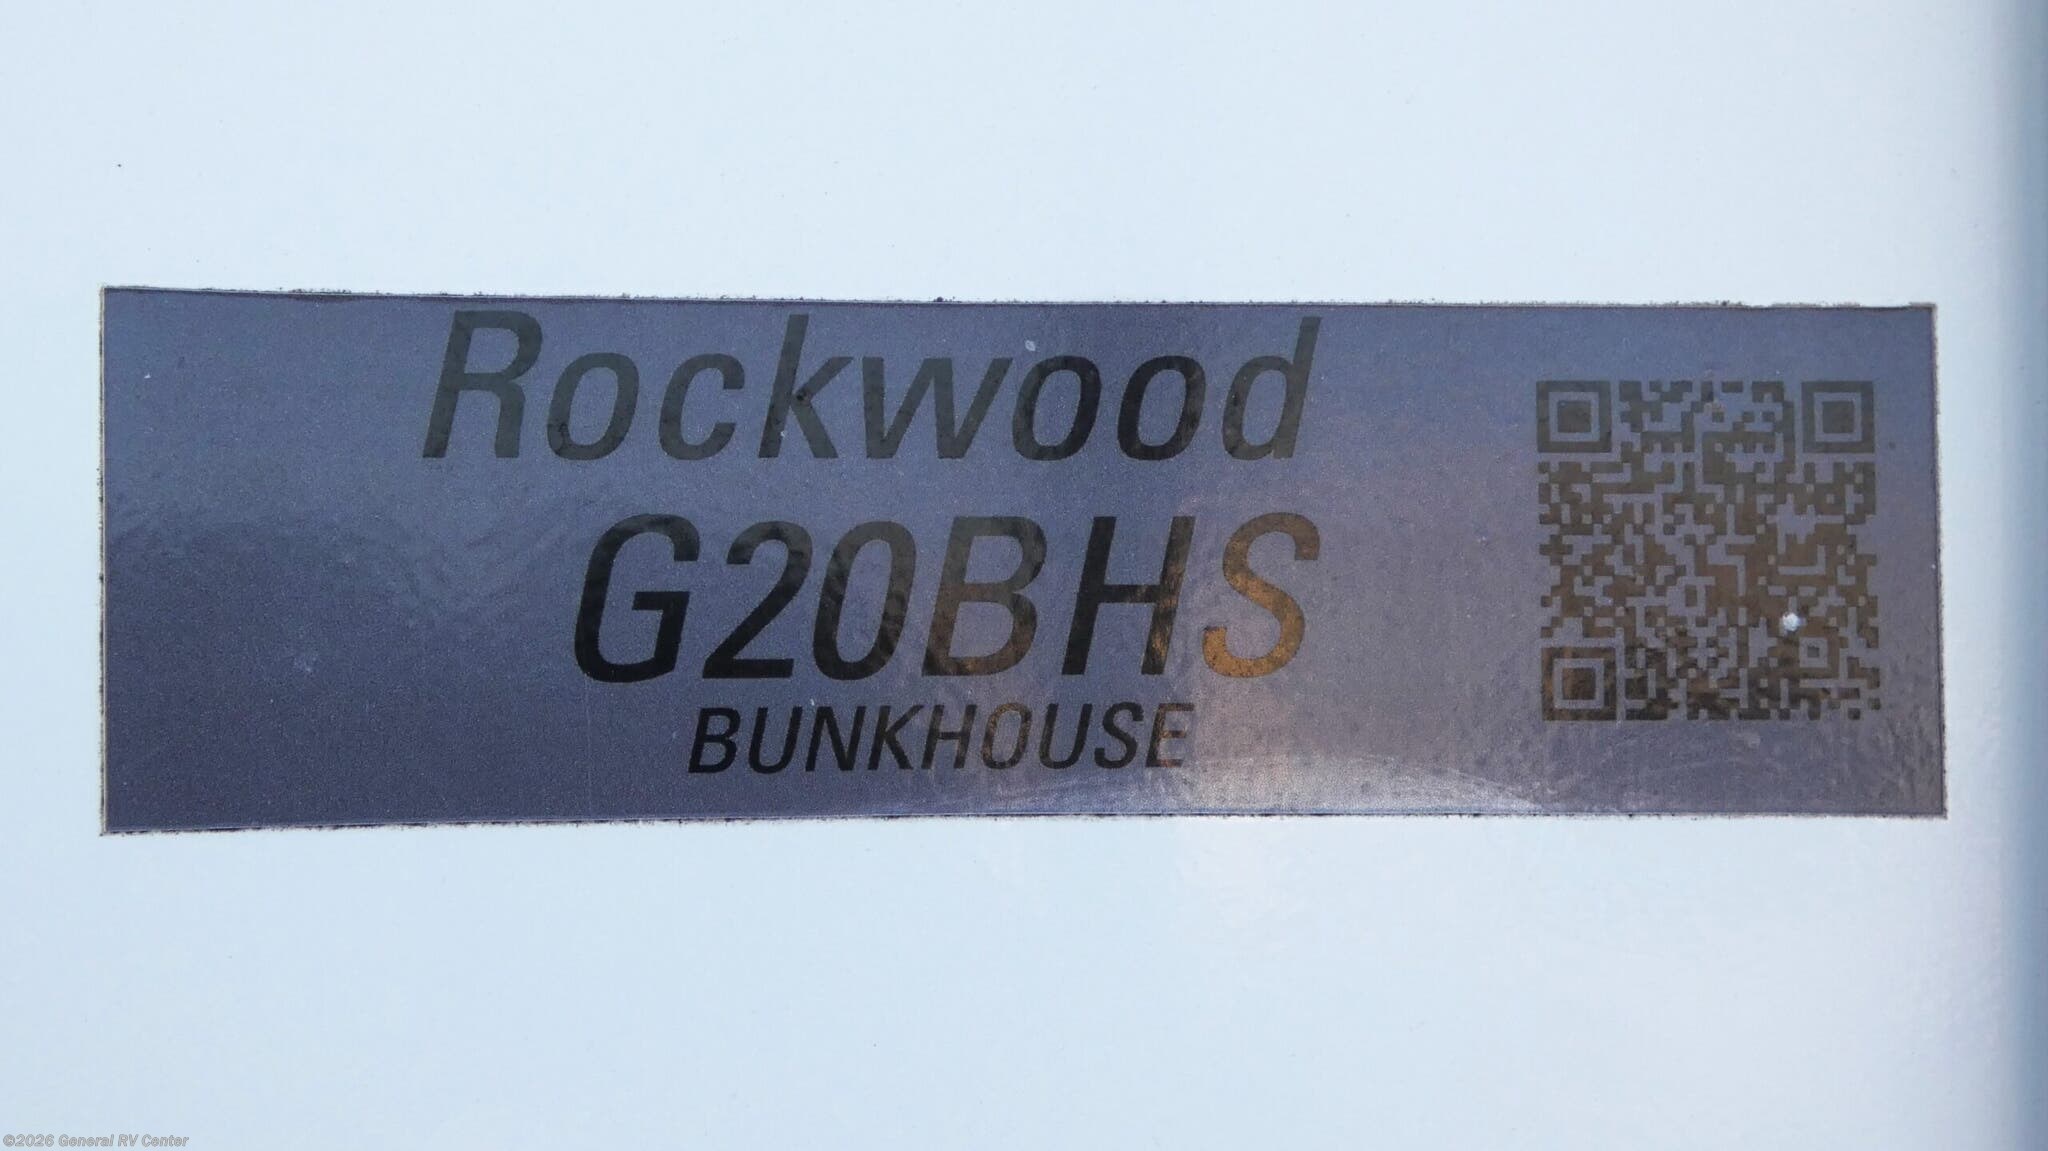 Rockwood
G20BHS
BUNKHOUSE
©2026 General RV Center